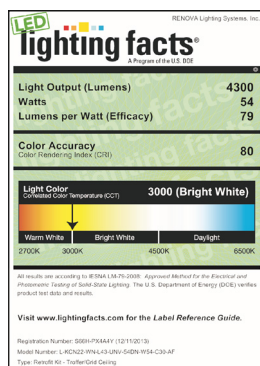 RENOVA Lighting Systems, Inc.
LED
lighting facts®
A Program of the U.S. DOE
Light Output (Lumens) 4300
Watts 54
Lumens per Watt (Efficacy) 79
Color Accuracy
Color Rendering Index (CRI) 80
Light Color
Correlated Color Temperature (CCT) 3000 (Bright White)
Warm White Bright White Daylight
2700K 3000K 4500K 6500K
All results are according to IESNA LM-79-2008: Approved Method for the Electrical and
Photometric Testing of Solid-State Lighting. The U.S. Department of Energy (DOE) verifies
product test data and results.
Visit www.lightingfacts.com for the Label Reference Guide.
Registration Number: S86H-PX4A4Y (12/11/2013)
Model Number: L-KCN22-WN-L43-UNV-54DN-W54-C30-AF
Type: Retrofit Kit - Troffer/Grid Ceiling